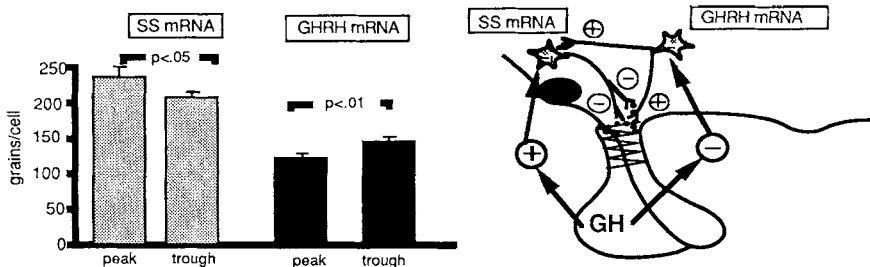 SS mRNA
GHRH mRNA
p<.05
p<.01
grains/cell
250
200
150
100
50
0
peak
trough
peak
trough
SS mRNA
GHRH mRNA
+
−
−
+
+
−
GH